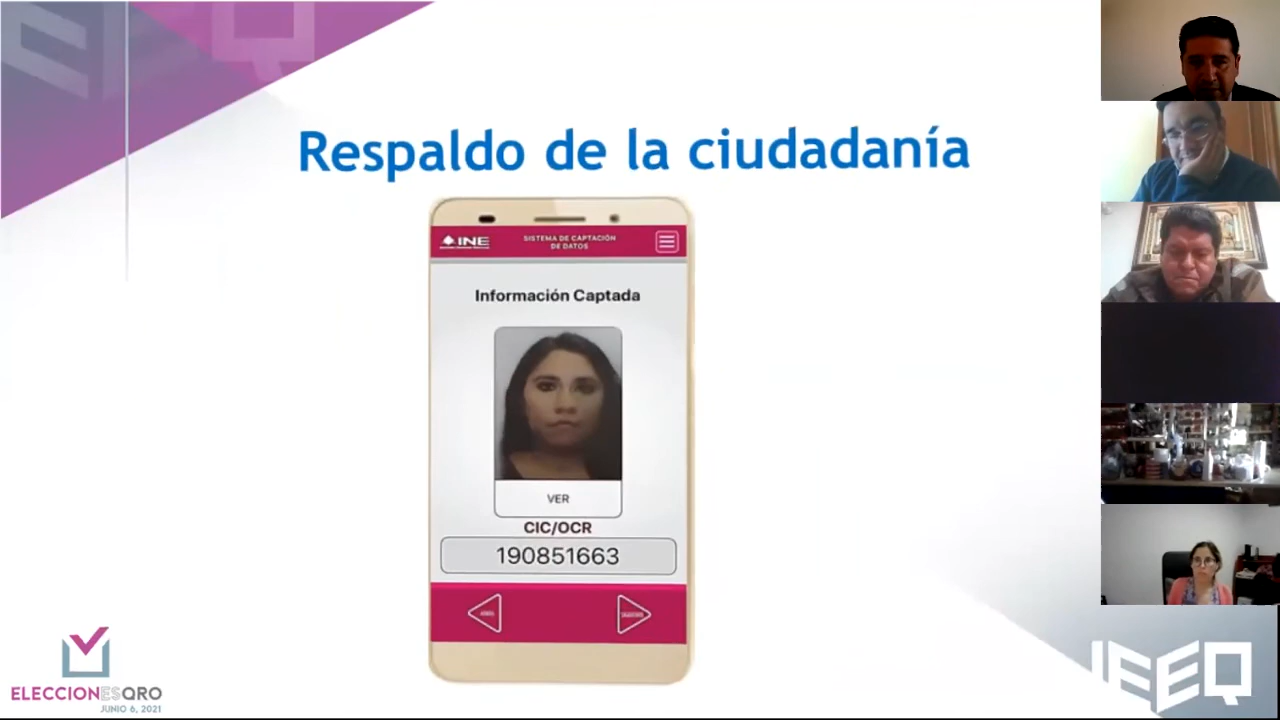 Respaldo de la ciudadanía
INE
SISTEMA DE CAPTACIÓN
DE DATOS
Información Captada
VER
CIC/OCR
190851663
ELECCIONESQRO
JUNIO 6, 2021
IEEQ